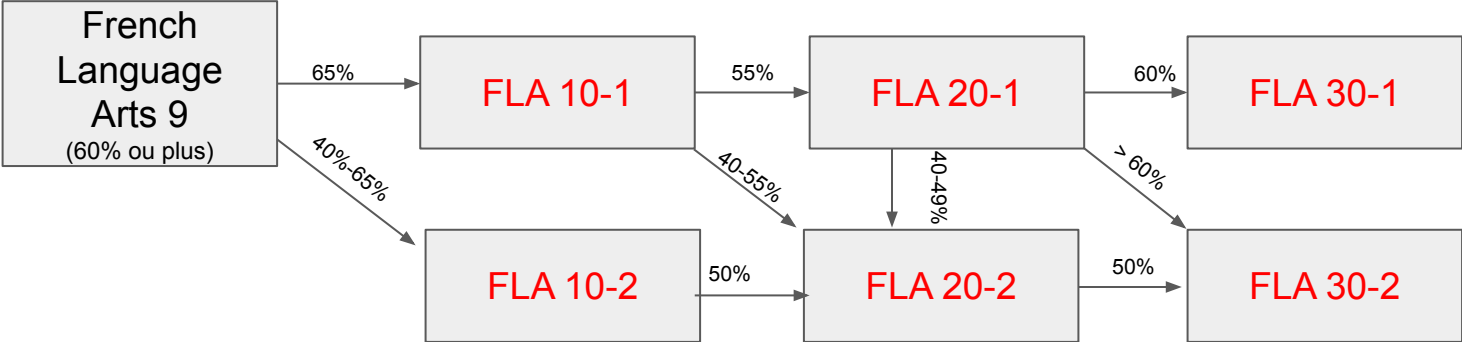 French
Language
Arts 9
(60% ou plus)
65%
FLA 10-1
55%
FLA 20-1
60%
FLA 30-1
40%-65%
40-55%
40-49%
> 60%
FLA 10-2
50%
FLA 20-2
50%
FLA 30-2